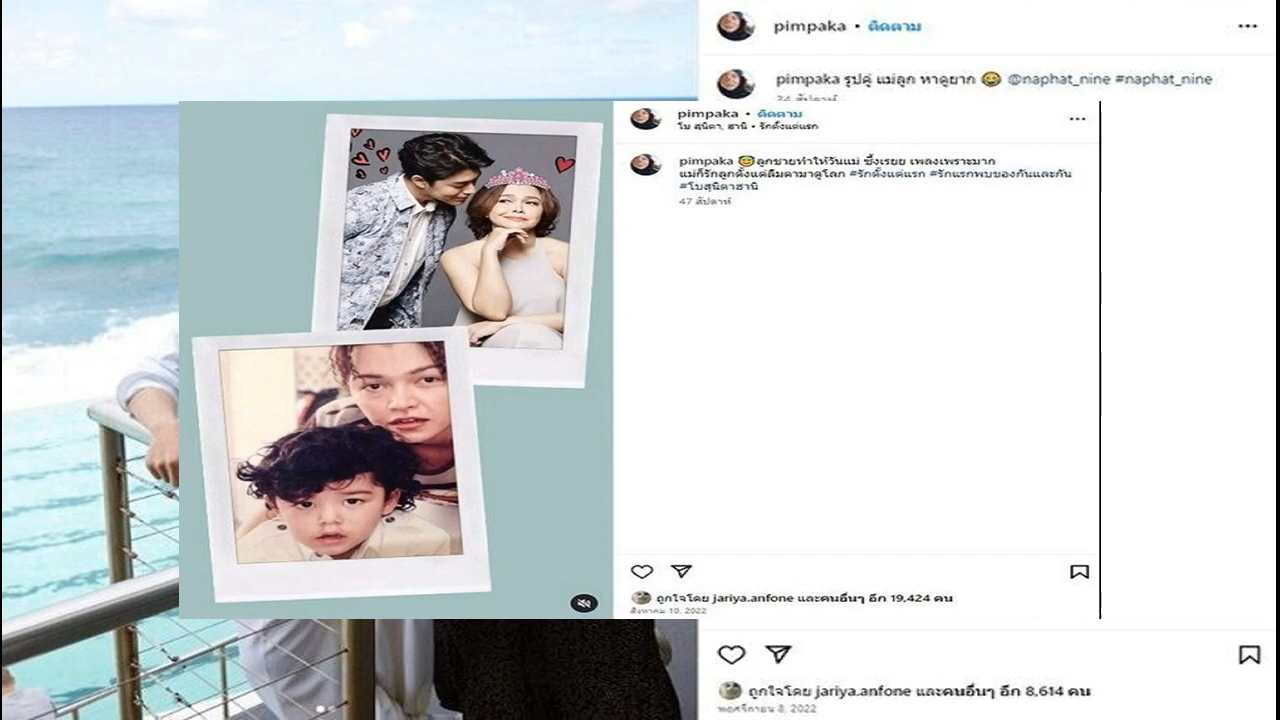 pimpaka • ติดตาม
pimpaka รูปคู่ แม่ลูก หาดูยาก 😂 @naphat_nine #naphat_nine
34 สัปดาห์
pimpaka • ติดตาม
โบ สุนิตา, ฮานิ • รักตั้งแต่แรก
pimpaka 😇ลูกชายทำให้วันแม่ ซึ้งเรยย เพลงเพราะมาก
แม่ก็รักลูกตั้งแต่ลืมตามาดูโลก #รักตั้งแต่แรก #รักแรกพบของกันและกัน
#โบสุนิตาฮานิ
47 สัปดาห์
ถูกใจโดย jariya.anfone และคนอื่นๆ อีก 19,424 คน
สิงหาคม 10, 2022
ถูกใจโดย jariya.anfone และคนอื่นๆ อีก 8,614 คน
พฤศจิกายน 8, 2022